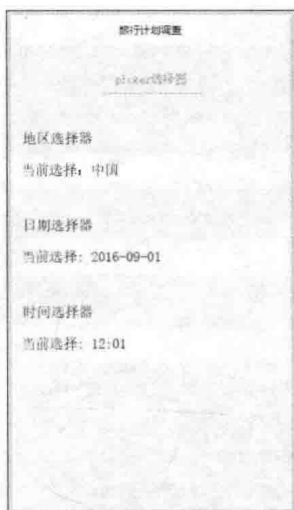 旅行计划调查
picker选择器
地区选择器
当前选择：中国
日期选择器
当前选择: 2016-09-01
时间选择器
当前选择: 12:01